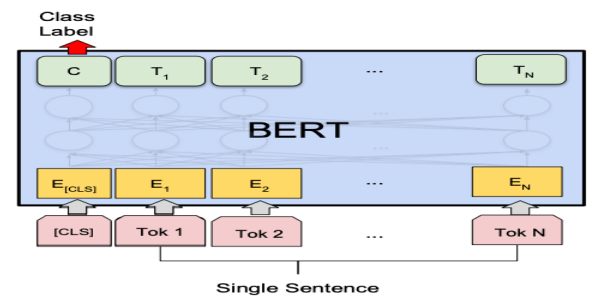 Class
Label
C T1 T2 ... TN
...
BERT
...
E[CLS] E1 E2 ... EN
[CLS] Tok 1 Tok 2 ... Tok N
Single Sentence